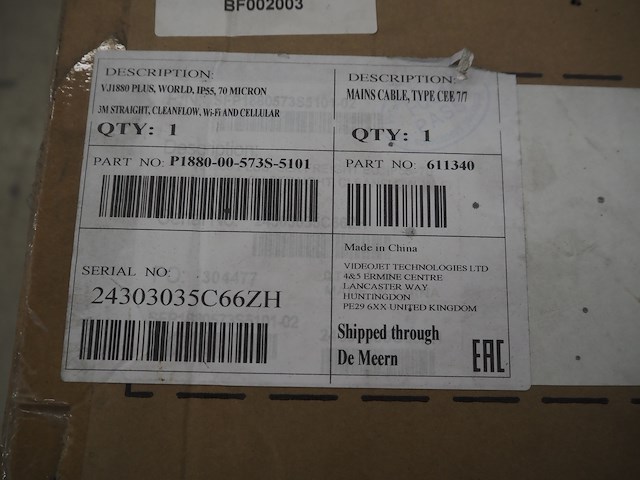 BF002003
DESCRIPTION:
VJ1880 PLUS, WORLD, IP55, 70 MICRON
3M STRAIGHT, CLEANFLOW, Wi-Fi AND CELLULAR
QTY: 1
DESCRIPTION:
MAINS CABLE, TYPE CEE 7/7
QTY: 1
PART NO: P1880-00-573S-5101
PART NO: 611340
SERIAL NO:
24303035C66ZH
Made in China
VIDEOJET TECHNOLOGIES LTD
4&5 ERMINE CENTRE
LANCASTER WAY
HUNTINGDON
PE29 6XX UNITED KINGDOM
Shipped through
De Meern
EAC